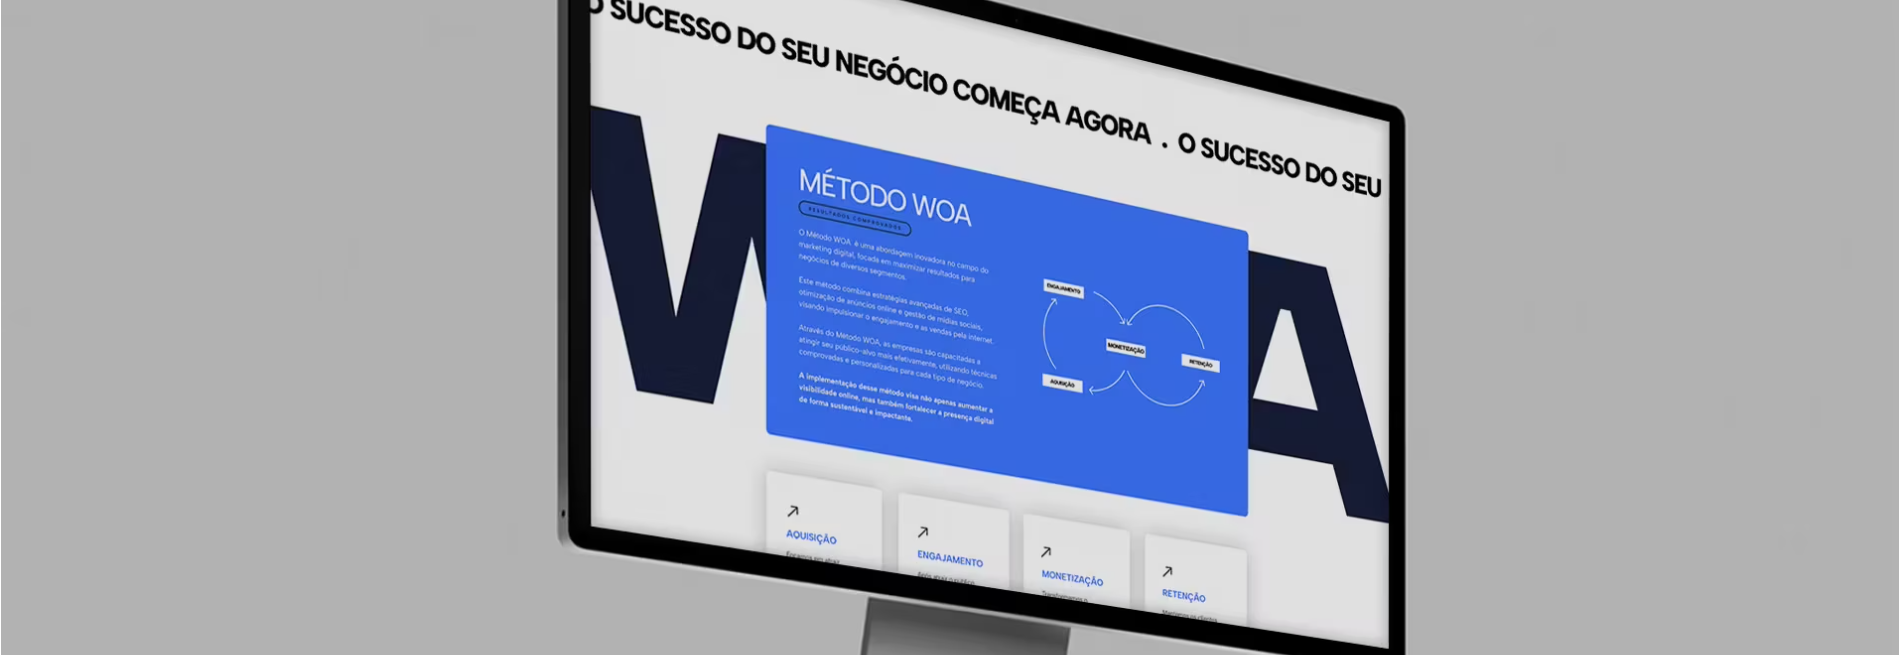 O SUCESSO DO SEU NEGÓCIO COMEÇA AGORA . O SUCESSO DO SEU
W
A
MÉTODO WOA
RESULTADOS COMPROVADOS
O Método WOA é uma abordagem inovadora no campo do
marketing digital, focada em maximizar resultados para
negócios de diversos segmentos.
Este método combina estratégias avançadas de SEO,
otimização de anúncios online e gestão de mídias sociais,
visando impulsionar o engajamento e as vendas pela internet.
Através do Método WOA, as empresas são capacitadas a
atingir seu público-alvo mais efetivamente, utilizando técnicas
comprovadas e personalizadas para cada tipo de negócio.
A implementação desse método visa não apenas aumentar a
visibilidade online, mas também fortalecer a presença digital
de forma sustentável e impactante.
ENGAJAMENTO
MONETIZAÇÃO
RETENÇÃO
AQUISIÇÃO
AQUISIÇÃO
ENGAJAMENTO
MONETIZAÇÃO
RETENÇÃO